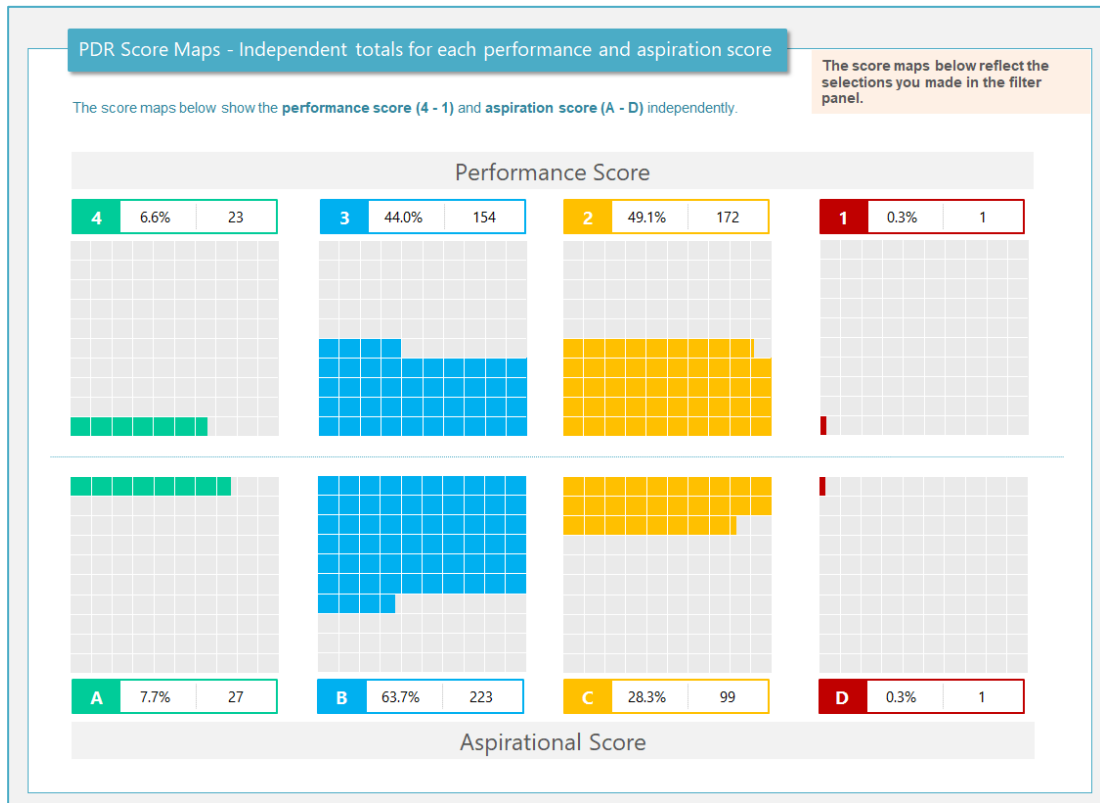 PDR Score Maps - Independent totals for each performance and aspiration score
The score maps below reflect the
selections you made in the filter
panel.
The score maps below show the performance score (4 - 1) and aspiration score (A - D) independently.
Performance Score
4 6.6% 23
3 44.0% 154
2 49.1% 172
1 0.3% 1
A 7.7% 27
B 63.7% 223
C 28.3% 99
D 0.3% 1
Aspirational Score